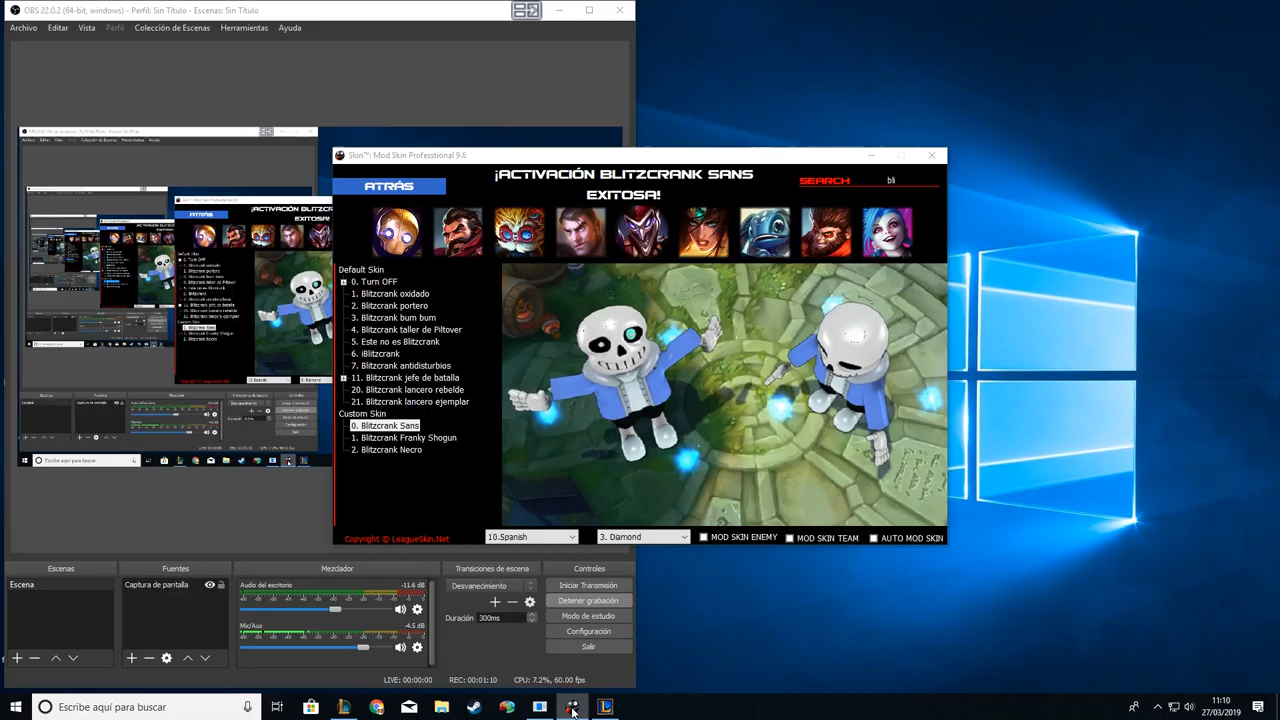 OBS 22.0.2 (64-bit, windows) - Perfil: Sin Título - Escenas: Sin Título
Archivo Editar Vista Perfil Colección de Escenas Herramientas Ayuda
Skin™: Mod Skin Professtional 9.6
ATRÁS
¡ACTIVACIÓN BLITZCRANK SANS
EXITOSA!
SEARCH bli
Default Skin
0. Turn OFF
1. Blitzcrank oxidado
2. Blitzcrank portero
3. Blitzcrank bum bum
4. Blitzcrank taller de Piltover
5. Este no es Blitzcrank
6. iBlitzcrank
7. Blitzcrank antidisturbios
11. Blitzcrank jefe de batalla
20. Blitzcrank lancero rebelde
21. Blitzcrank lancero ejemplar
Custom Skin
0. Blitzcrank Sans
1. Blitzcrank Franky Shogun
2. Blitzcrank Necro
Copyright © LeagueSkin.Net
10.Spanish
3. Diamond
MOD SKIN ENEMY
MOD SKIN TEAM
AUTO MOD SKIN
Escenas
Fuentes
Mezclador
Transiciones de escena
Controles
Escena
Captura de pantalla
Audio del escritorio -11.6 dB
Mic/Aux -4.5 dB
Desvanecimiento
Duración 300ms
Iniciar Transmisión
Detener grabación
Modo de estudio
Configuración
Salir
LIVE: 00:00:00 REC: 00:01:10 CPU: 7.2%, 60.00 fps
Escribe aquí para buscar
11:10
27/03/2019